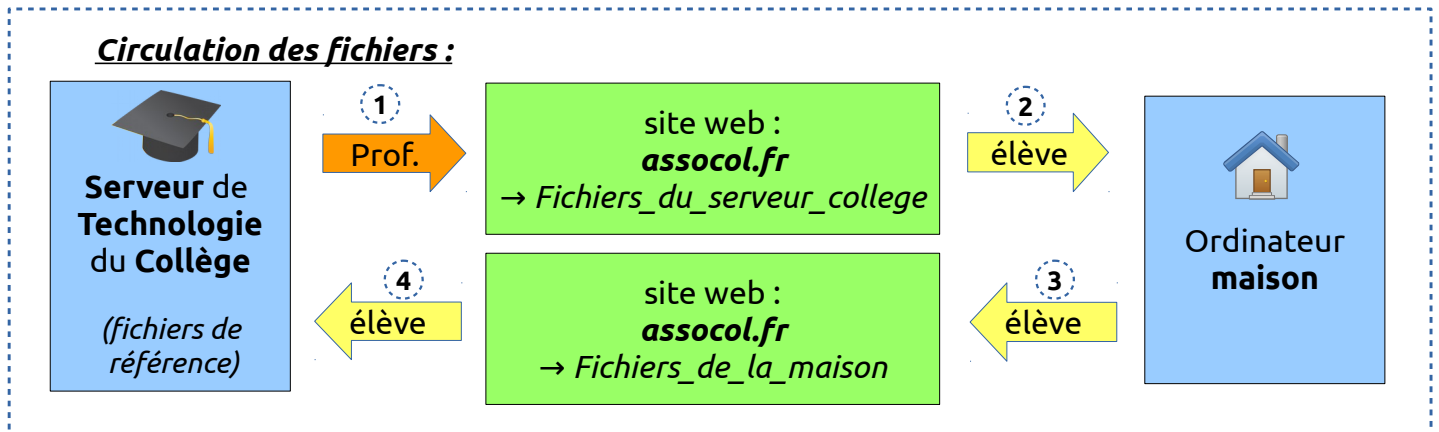 Circulation des fichiers :
Serveur de
Technologie
du Collège
(fichiers de
référence)
1
Prof.
site web :
assocol.fr
→ Fichiers_du_serveur_college
2
élève
Ordinateur
maison
3
élève
site web :
assocol.fr
→ Fichiers_de_la_maison
4
élève